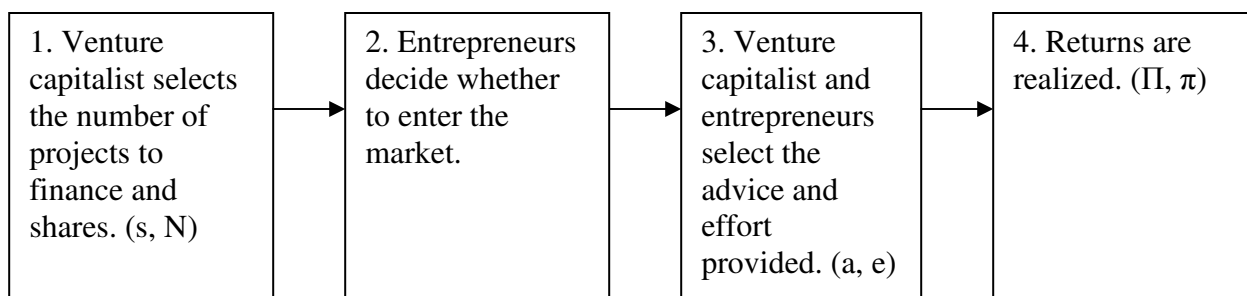 1. Venture
capitalist selects
the number of
projects to
finance and
shares. (s, N)
2. Entrepreneurs
decide whether
to enter the
market.
3. Venture
capitalist and
entrepreneurs
select the
advice and
effort
provided. (a, e)
4. Returns are
realized. (Π, π)